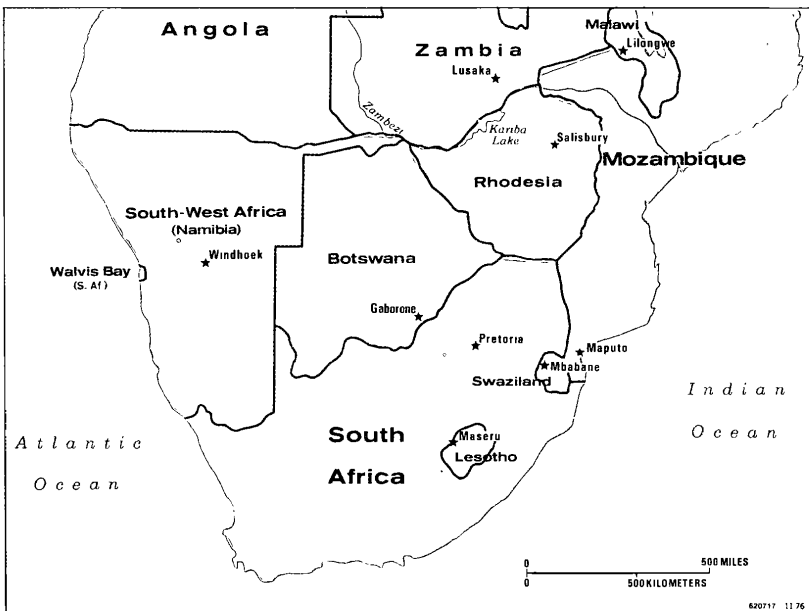 Angola
Malawi
Lilongwe
Zambia
Lusaka
Zambezi
Kariba
Lake
Salisbury
Mozambique
Rhodesia
South-West Africa
(Namibia)
Windhoek
Walvis Bay
(S. Af)
Botswana
Gaborone
Pretoria
Maputo
Mbabane
Swaziland
Indian
Ocean
Atlantic
Ocean
South
Africa
Maseru
Lesotho
0 500 MILES
0 500 KILOMETERS
620717 11 76